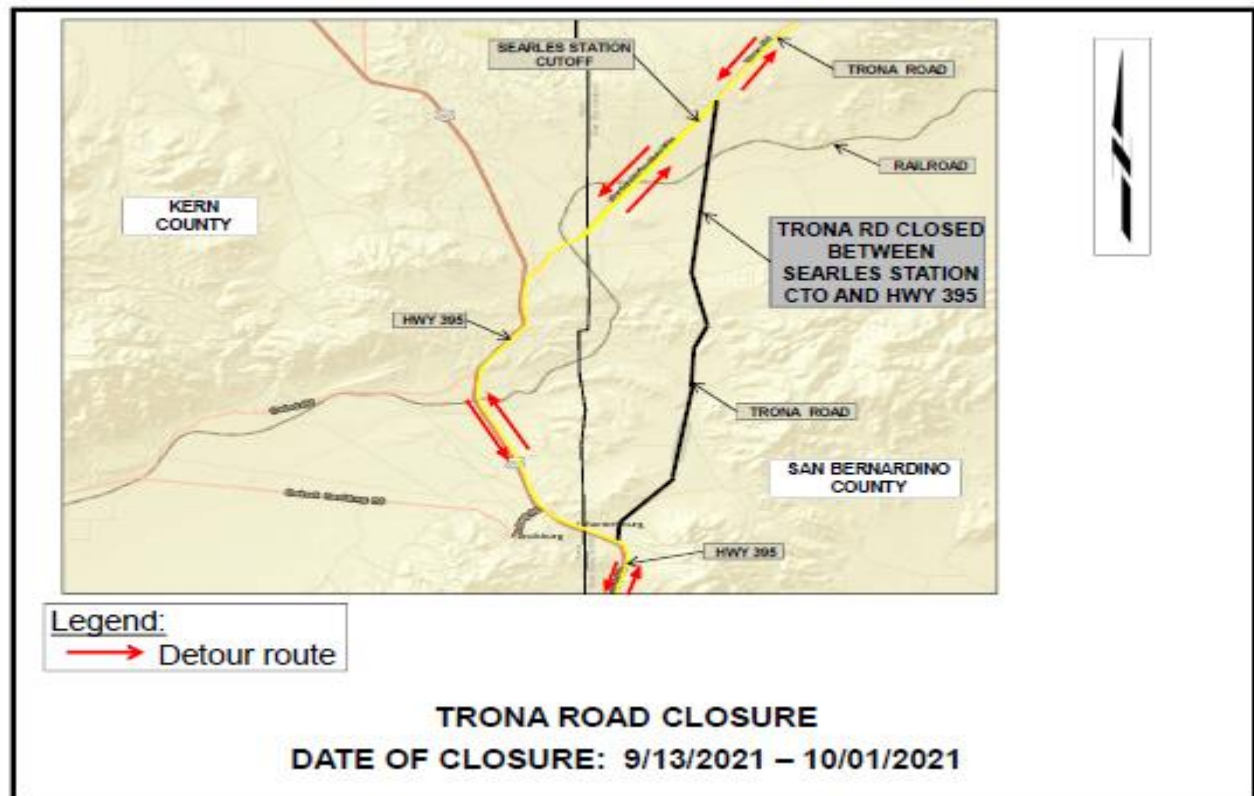 SEARLES STATION
CUTOFF
TRONA ROAD
RAILROAD
KERN
COUNTY
TRONA RD CLOSED
BETWEEN
SEARLES STATION
CTO AND HWY 395
HWY 395
TRONA ROAD
SAN BERNARDINO
COUNTY
HWY 395
Legend:
Detour route
TRONA ROAD CLOSURE
DATE OF CLOSURE: 9/13/2021 – 10/01/2021